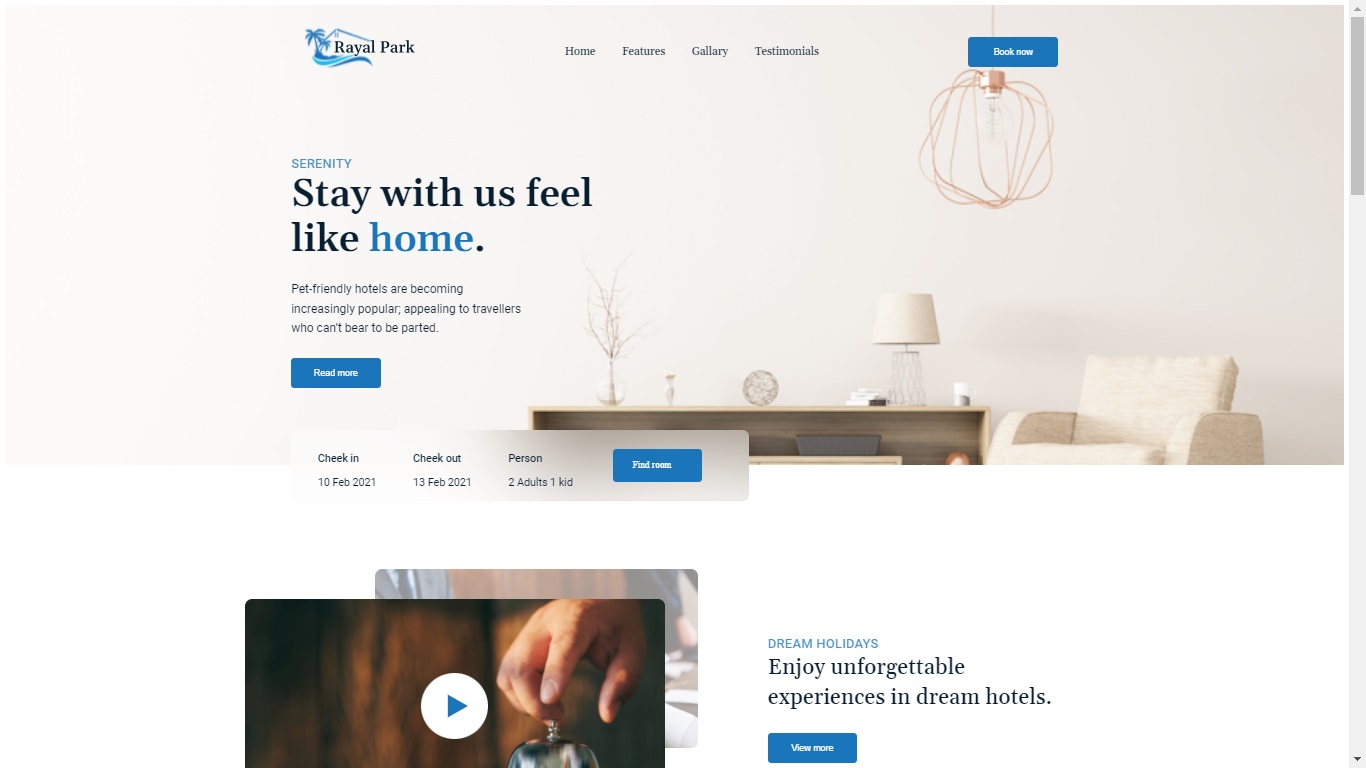 Rayal Park
Home Features Gallary Testimonials
Book now
SERENITY
Stay with us feel
like home.
Pet-friendly hotels are becoming
increasingly popular; appealing to travellers
who can't bear to be parted.
Read more
Cheek in Cheek out Person
10 Feb 2021 13 Feb 2021 2 Adults 1 kid
Find room
DREAM HOLIDAYS
Enjoy unforgettable
experiences in dream hotels.
View more